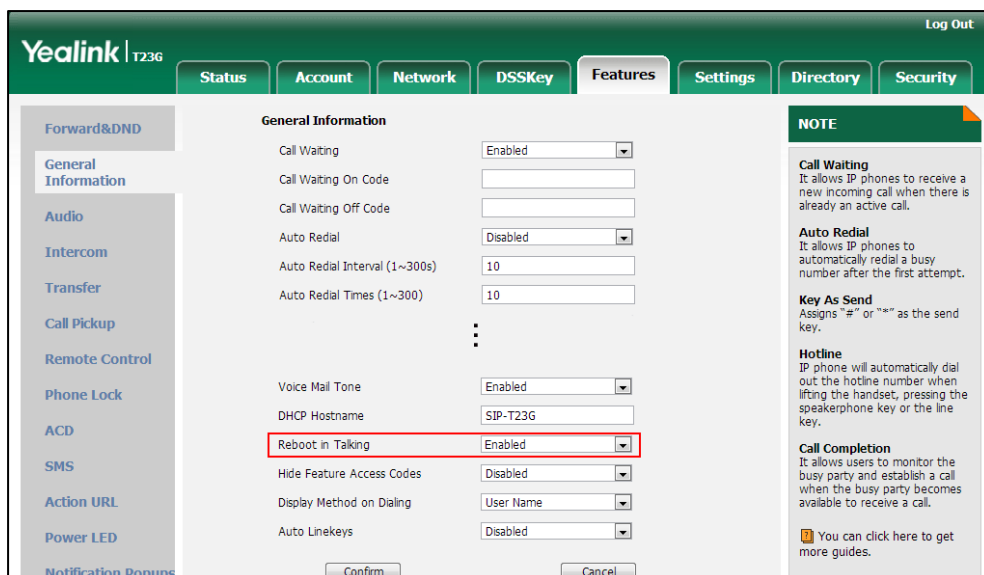 Log Out
Yealink T23G
Status Account Network DSSKey Features Settings Directory Security
Forward&DND
General
Information
Audio
Intercom
Transfer
Call Pickup
Remote Control
Phone Lock
ACD
SMS
Action URL
Power LED
Notification Popups
General Information
Call Waiting Enabled
Call Waiting On Code
Call Waiting Off Code
Auto Redial Disabled
Auto Redial Interval (1~300s) 10
Auto Redial Times (1~300) 10
Voice Mail Tone Enabled
DHCP Hostname SIP-T23G
Reboot in Talking Enabled
Hide Feature Access Codes Disabled
Display Method on Dialing User Name
Auto Linekeys Disabled
Confirm Cancel
NOTE
Call Waiting
It allows IP phones to receive a
new incoming call when there is
already an active call.
Auto Redial
It allows IP phones to
automatically redial a busy
number after the first attempt.
Key As Send
Assigns "#" or "*" as the send
key.
Hotline
IP phone will automatically dial
out the hotline number when
lifting the handset, pressing the
speakerphone key or the line
key.
Call Completion
It allows users to monitor the
busy party and establish a call
when the busy party becomes
available to receive a call.
You can click here to get
more guides.